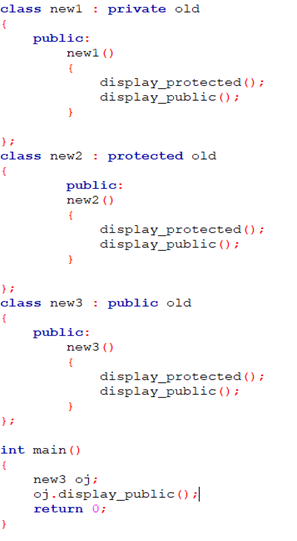 class new1 : private old
{
    public:
        new1()
        {
            display_protected();
            display_public();
        }

};
class new2 : protected old
{
        public:
        new2()
        {
            display_protected();
            display_public();
        }

};
class new3 : public old
{
    public:
        new3()
        {
            display_protected();
            display_public();
        }
};

int main()
{
    new3 oj;
    oj.display_public();
    return 0;
}